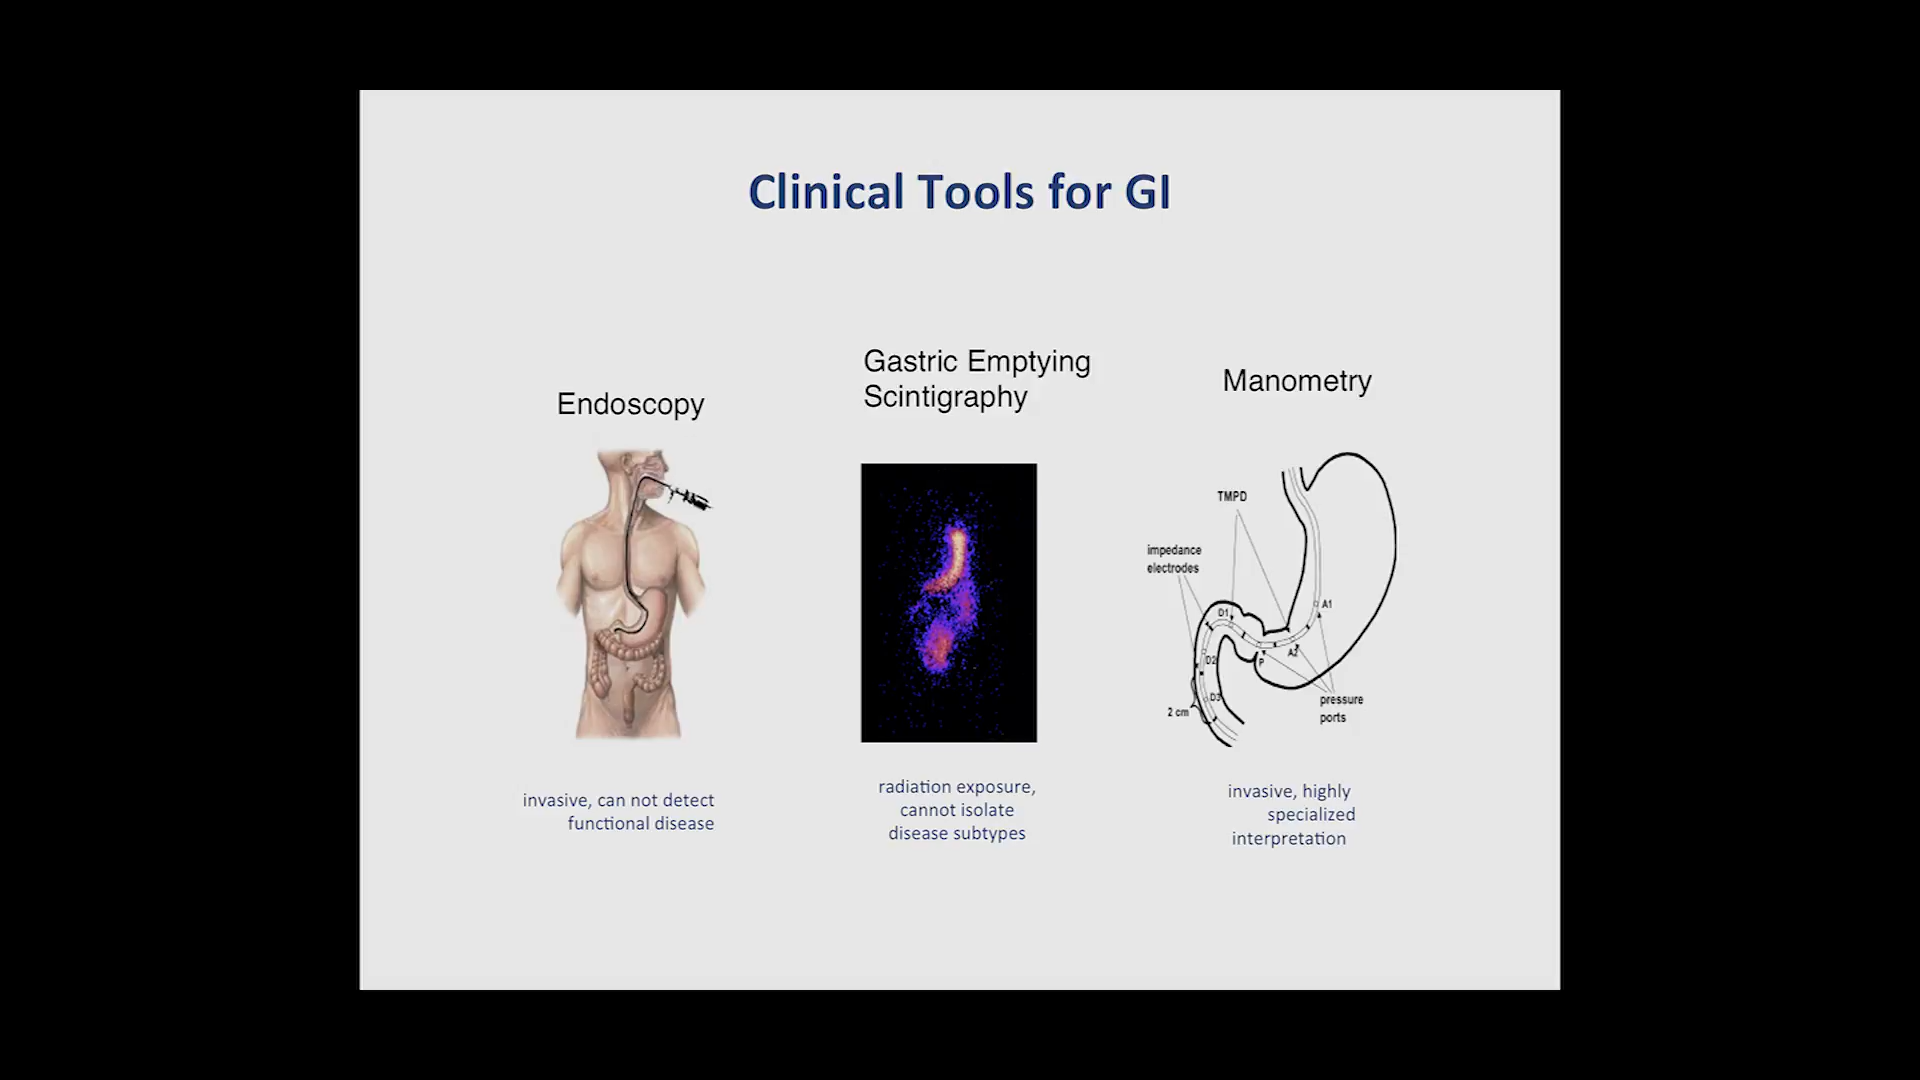 Clinical Tools for GI
Endoscopy
Gastric Emptying
Scintigraphy
Manometry
TMPD
impedance
electrodes
D1
A1
A2
P
D2
D3
2 cm
pressure
ports
invasive, can not detect
functional disease
radiation exposure,
cannot isolate
disease subtypes
invasive, highly
specialized
interpretation